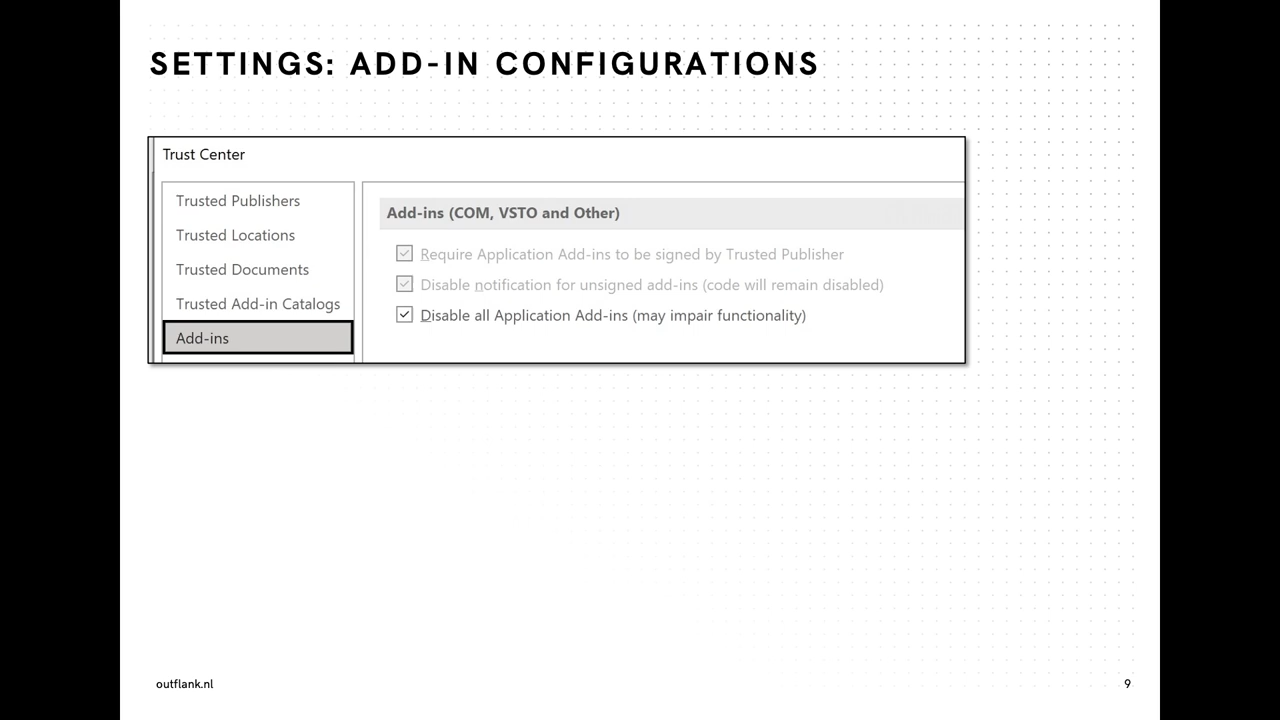 SETTINGS: ADD-IN CONFIGURATIONS
Trust Center
Trusted Publishers
Trusted Locations
Trusted Documents
Trusted Add-in Catalogs
Add-ins
Add-ins (COM, VSTO and Other)
Require Application Add-ins to be signed by Trusted Publisher
Disable notification for unsigned add-ins (code will remain disabled)
Disable all Application Add-ins (may impair functionality)
outflank.nl
9